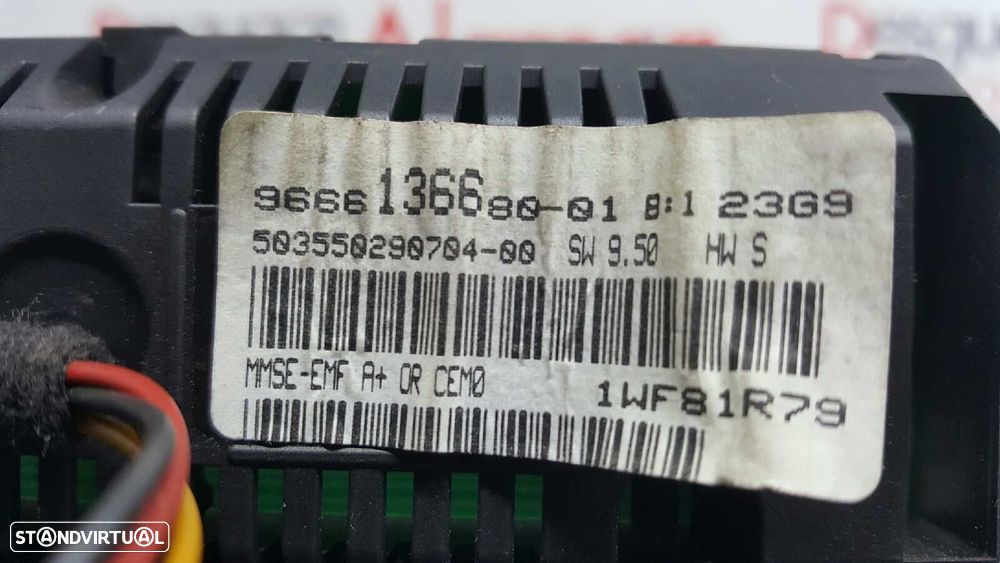 9666136680-01 8:1 23G9
503550290704-00 SW 9.50 HW S
MMSE-EMF A+ OR CEM0
1WF81R79
STANDVIRTUAL